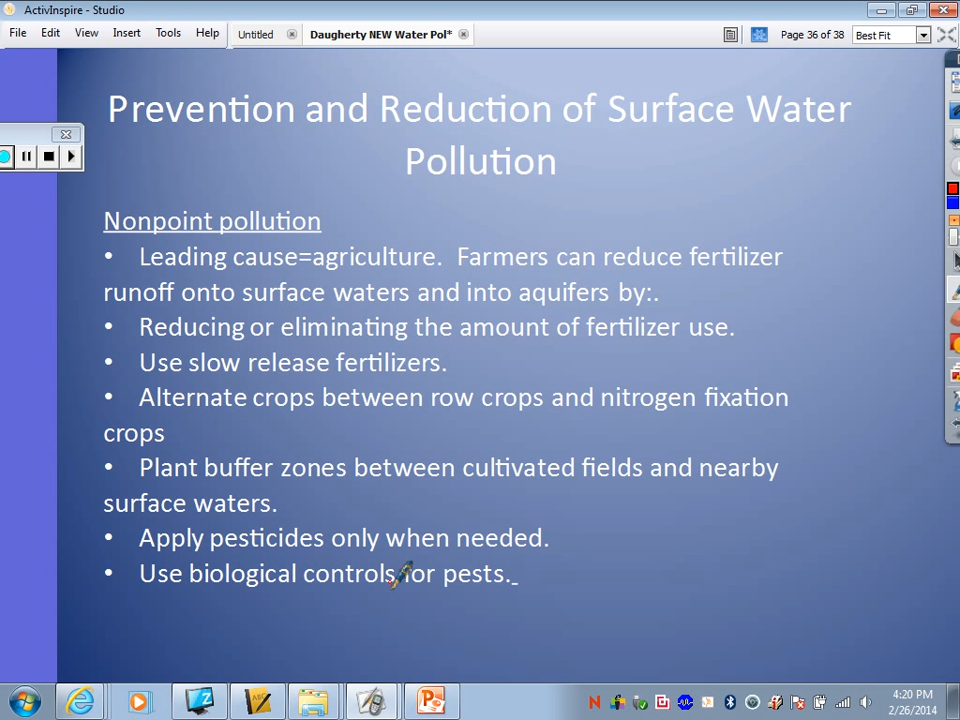 ActivInspire - Studio
File Edit View Insert Tools Help Untitled Daugherty NEW Water Pol* Page 36 of 38 Best Fit
Prevention and Reduction of Surface Water
Pollution
Nonpoint pollution
• Leading cause=agriculture. Farmers can reduce fertilizer
runoff onto surface waters and into aquifers by:.
• Reducing or eliminating the amount of fertilizer use.
• Use slow release fertilizers.
• Alternate crops between row crops and nitrogen fixation
crops
• Plant buffer zones between cultivated fields and nearby
surface waters.
• Apply pesticides only when needed.
• Use biological controls for pests.
4:20 PM
2/26/2014